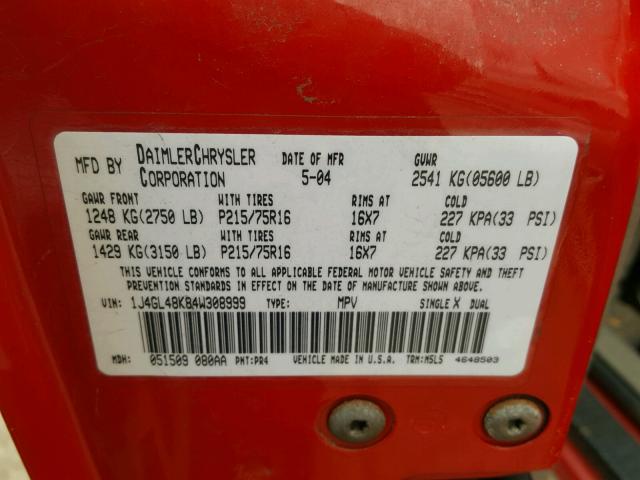 MFD BY DAIMLERCHRYSLER CORPORATION DATE OF MFR 5-04 GVWR 2541 KG(05600 LB)
GAWR FRONT WITH TIRES RIMS AT COLD
1248 KG(2750 LB) P215/75R16 16X7 227 KPA(33 PSI)
GAWR REAR WITH TIRES RIMS AT COLD
1429 KG(3150 LB) P215/75R16 16X7 227 KPA(33 PSI)
THIS VEHICLE CONFORMS TO ALL APPLICABLE FEDERAL MOTOR VEHICLE SAFETY AND THEFT
PREVENTION STANDARDS IN EFFECT ON THE DATE OF MANUFACTURE SHOWN ABOVE.
VIN: 1J4GL48K84W308999 TYPE: MPV SINGLE X DUAL
MDH: 051509 080AA PNT:PR4 VEHICLE MADE IN U.S.A. TRM:MSL5 4648503